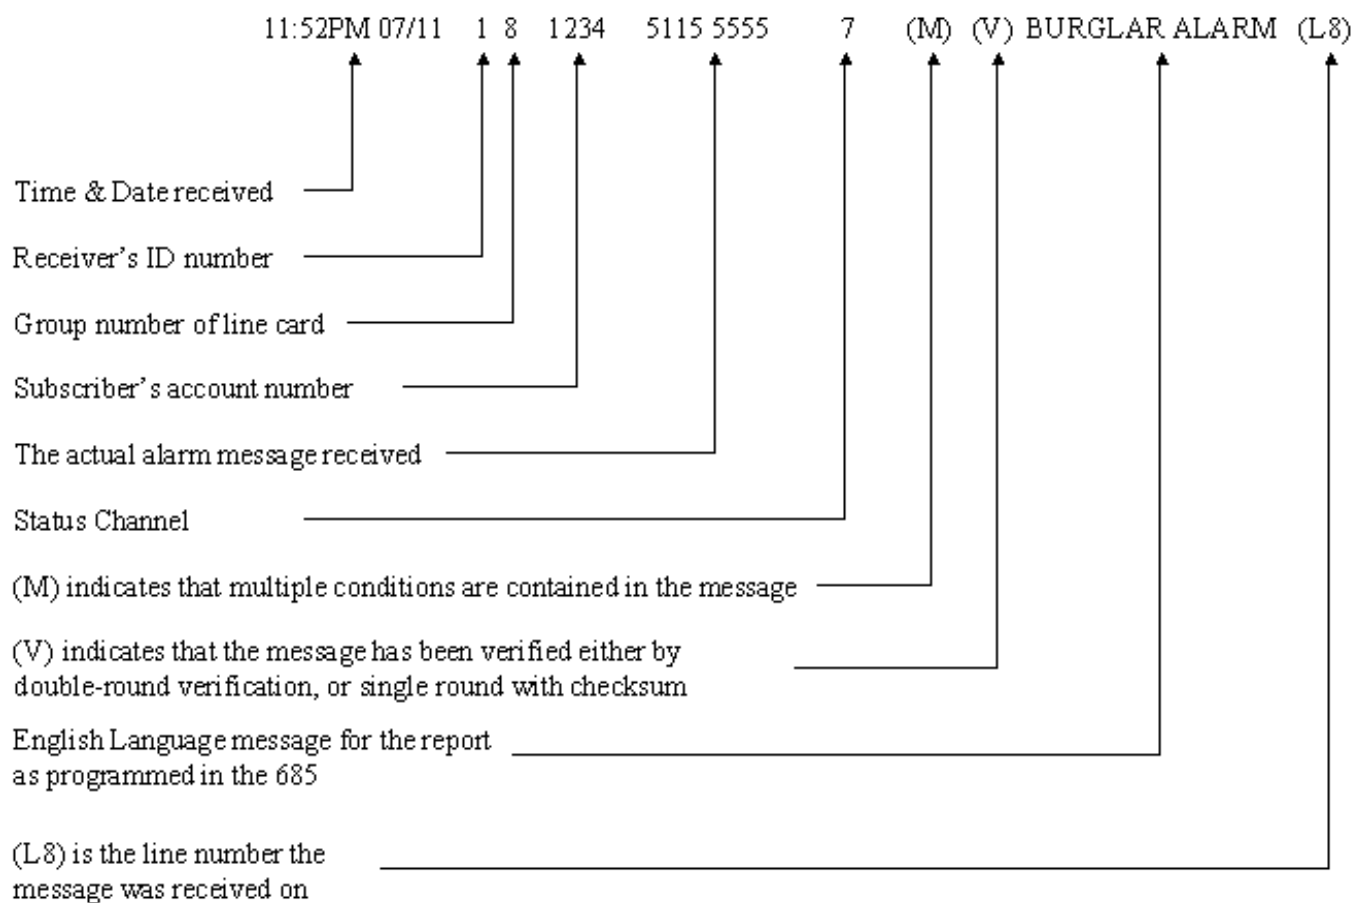 11:52PM 07/11 1 8 1234 5115 5555 7 (M) (V) BURGLAR ALARM (L8)
Time & Date received
Receiver’s ID number
Group number of line card
Subscriber’s account number
The actual alarm message received
Status Channel
(M) indicates that multiple conditions are contained in the message
(V) indicates that the message has been verified either by
double-round verification, or single round with checksum
English Language message for the report
as programmed in the 685
(L8) is the line number the
message was received on